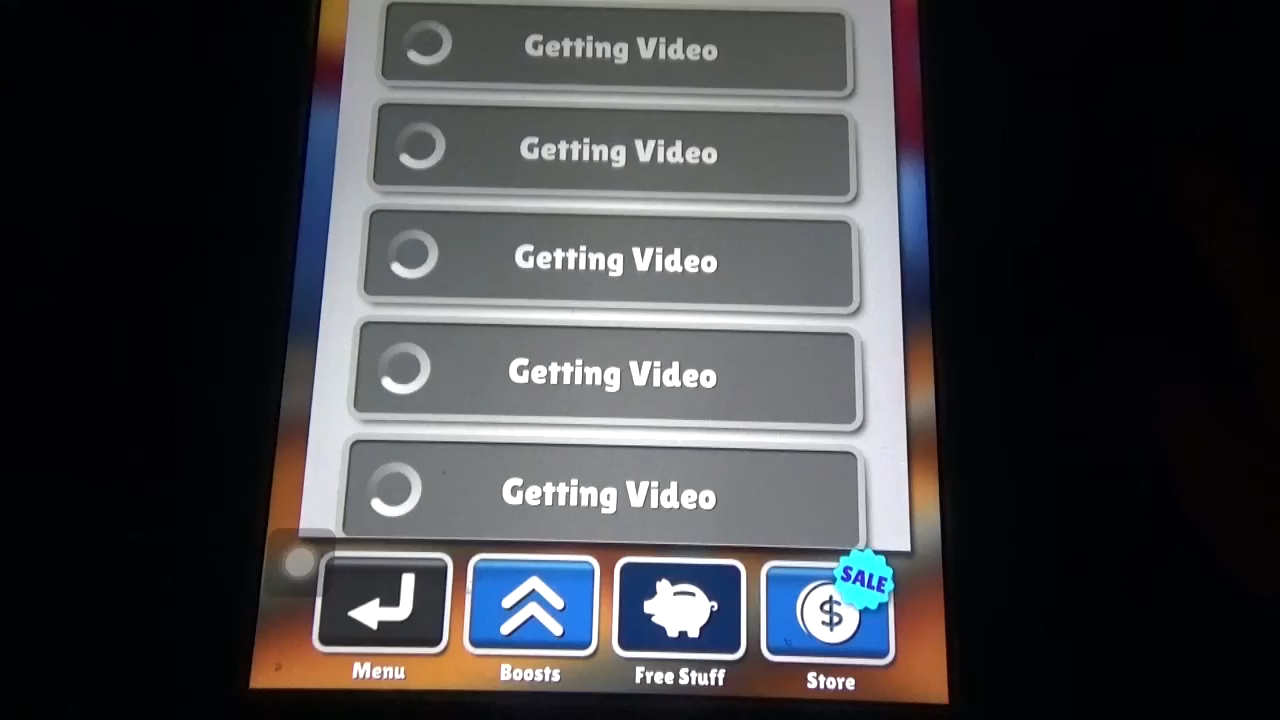 Getting Video
Getting Video
Getting Video
Getting Video
Getting Video
SALE
$
Menu
Boosts
Free Stuff
Store